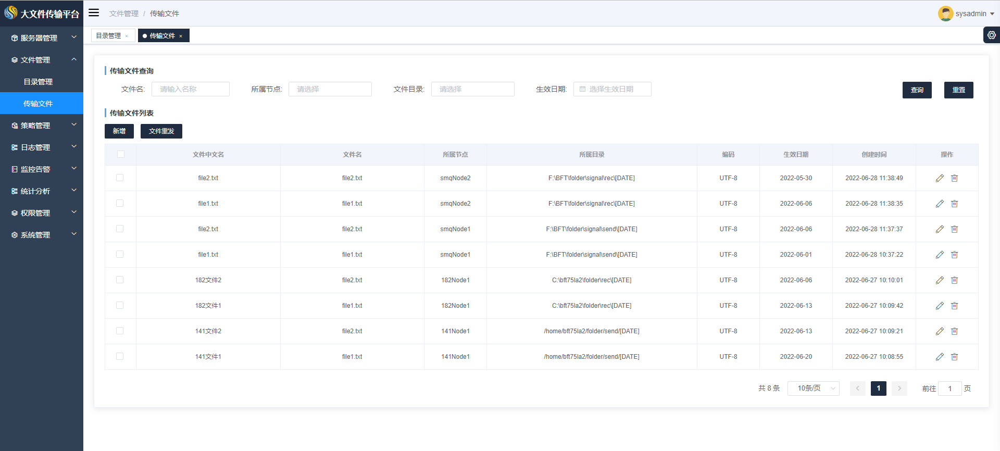 大文件传输平台
文件管理 / 传输文件
sysadmin
服务器管理
文件管理
目录管理
传输文件
策略管理
日志管理
监控告警
统计分析
权限管理
系统管理
目录管理 ×
传输文件 ×
传输文件查询
文件名: 请输入名称 所属节点: 请选择 文件目录: 请选择 生效日期: 选择生效日期 查询 重置
传输文件列表
新增 文件重发
文件中文名 文件名 所属节点 所属目录 编码 生效日期 创建时间 操作
file2.txt file2.txt smqNode2 F:\BFT\folder\signal\rec\[DATE] UTF-8 2022-05-30 2022-06-28 11:38:49
file1.txt file1.txt smqNode2 F:\BFT\folder\signal\rec\[DATE] UTF-8 2022-06-06 2022-06-28 11:38:35
file2.txt file2.txt smqNode1 F:\BFT\folder\signal\send\[DATE] UTF-8 2022-06-06 2022-06-28 11:37:37
file1.txt file1.txt smqNode1 F:\BFT\folder\signal\send\[DATE] UTF-8 2022-06-01 2022-06-28 10:37:22
182文件2 file2.txt 182Node1 C:\bft75la2\folder\rec\[DATE] UTF-8 2022-06-06 2022-06-27 10:10:01
182文件1 file1.txt 182Node1 C:\bft75la2\folder\rec\[DATE] UTF-8 2022-06-13 2022-06-27 10:09:42
141文件2 file2.txt 141Node1 /home/bft75la2/folder/send/[DATE] UTF-8 2022-06-13 2022-06-27 10:09:21
141文件1 file1.txt 141Node1 /home/bft75la2/folder/send/[DATE] UTF-8 2022-06-20 2022-06-27 10:08:55
共 8 条 10条/页 1 前往 1 页